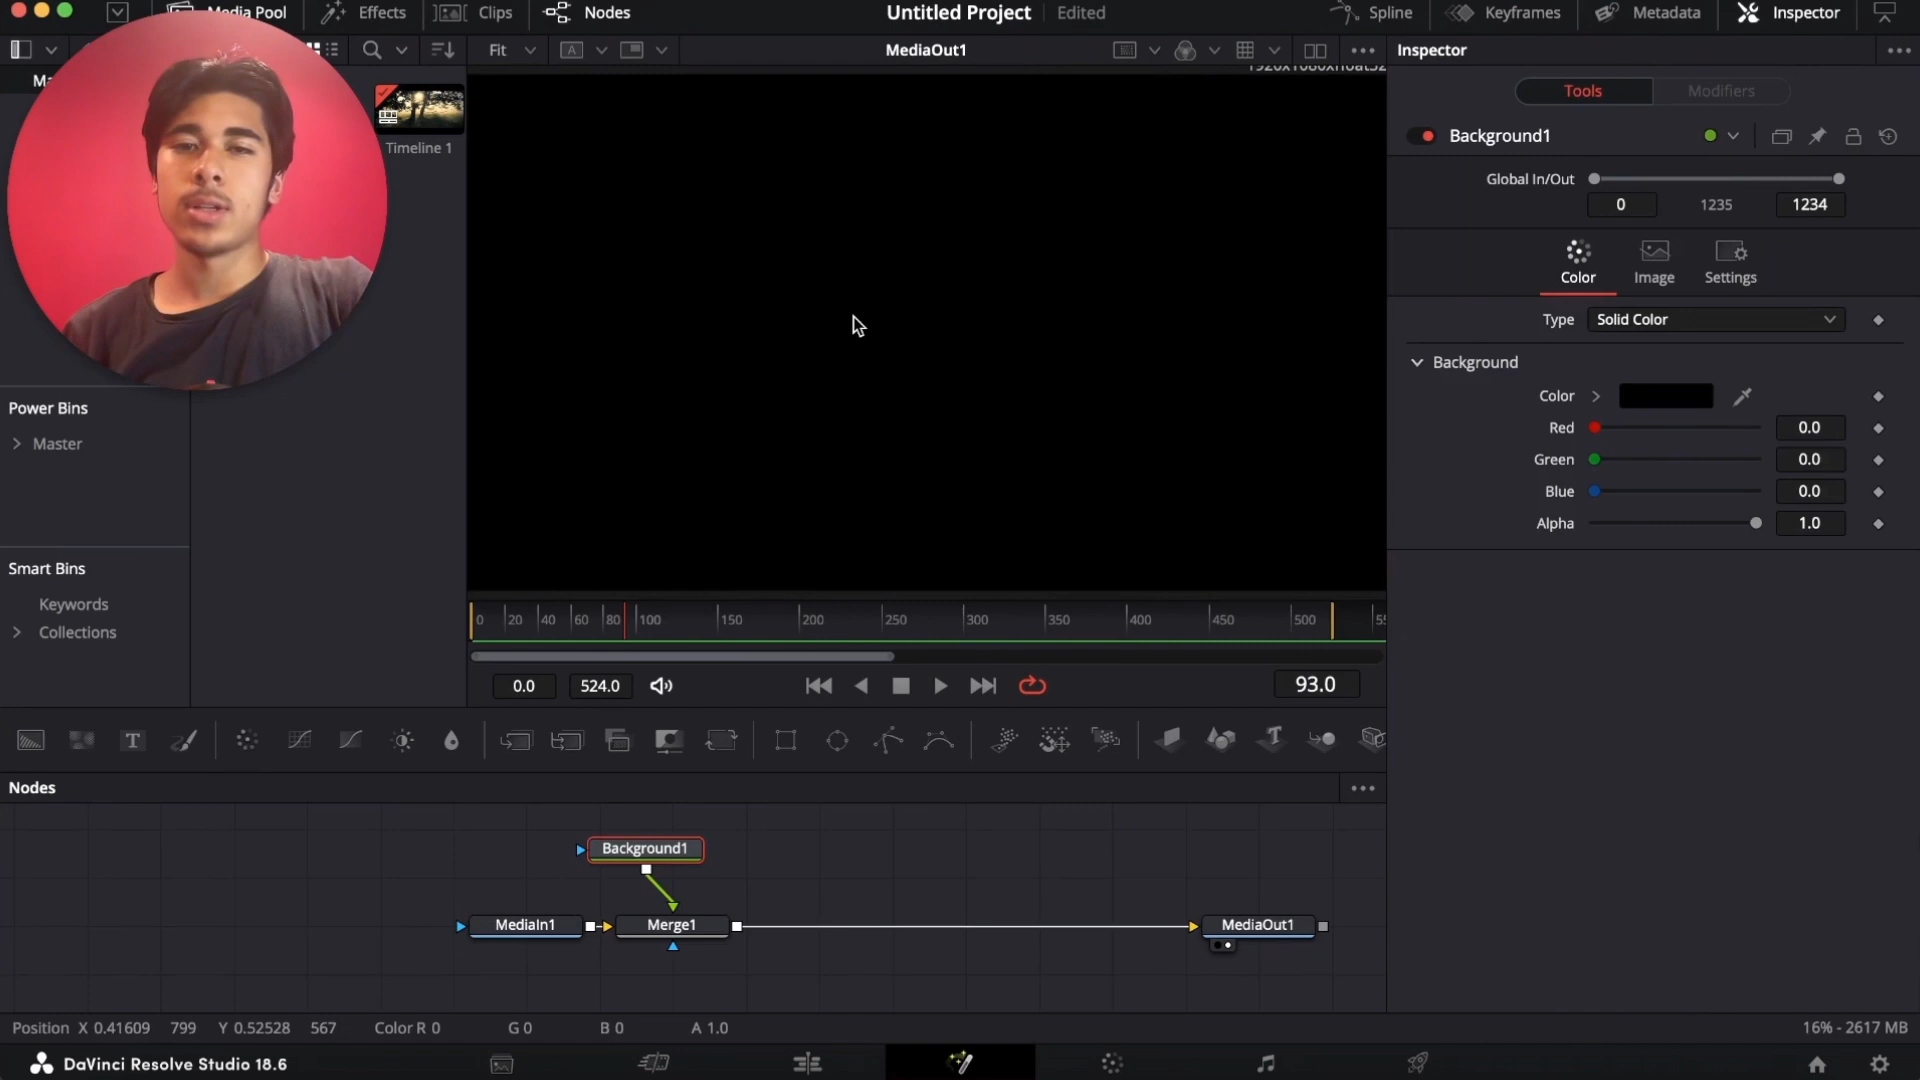 Media Pool
Effects
Clips
Nodes
Untitled Project
Edited
Spline
Keyframes
Metadata
Inspector
Fit
A
MediaOut1
Inspector
1920x1080xfloat32
Tools
Modifiers
Background1
Timeline 1
Global In/Out
0
1235
1234
Color
Image
Settings
Type
Solid Color
Background
Color
Red
0.0
Green
0.0
Blue
0.0
Alpha
1.0
Power Bins
Master
Smart Bins
Keywords
Collections
0 20 40 60 80 100 150 200 250 300 350 400 450 500
0.0
524.0
93.0
T
T
Nodes
Background1
MediaIn1
Merge1
MediaOut1
Position X 0.41609 799 Y 0.52528 567 Color R 0 G 0 B 0 A 1.0
16% - 2617 MB
DaVinci Resolve Studio 18.6